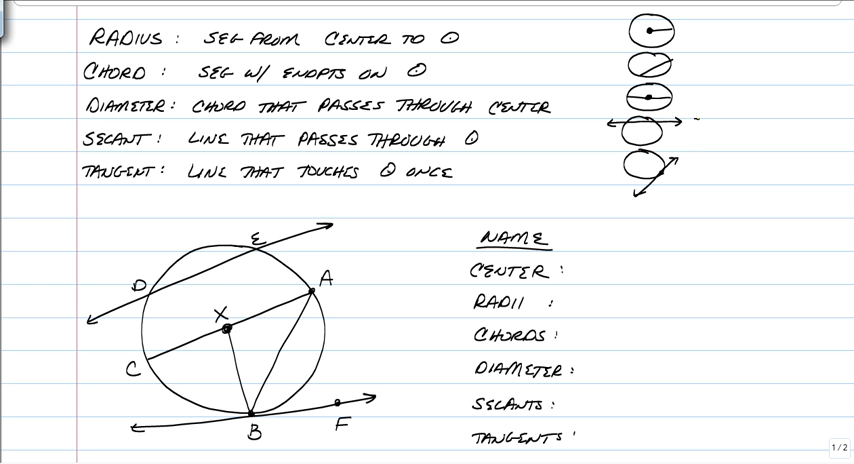 RADIUS: SEG FROM CENTER TO ⊙
CHORD: SEG W/ ENDPTS ON ⊙
DIAMETER: CHORD THAT PASSES THROUGH CENTER
SECANT: LINE THAT PASSES THROUGH ⊙
TANGENT: LINE THAT TOUCHES ⊙ ONCE
E
D
A
X
C
B
F
NAME
CENTER:
RADII :
CHORDS:
DIAMETER:
SECANTS:
TANGENTS:
1/2